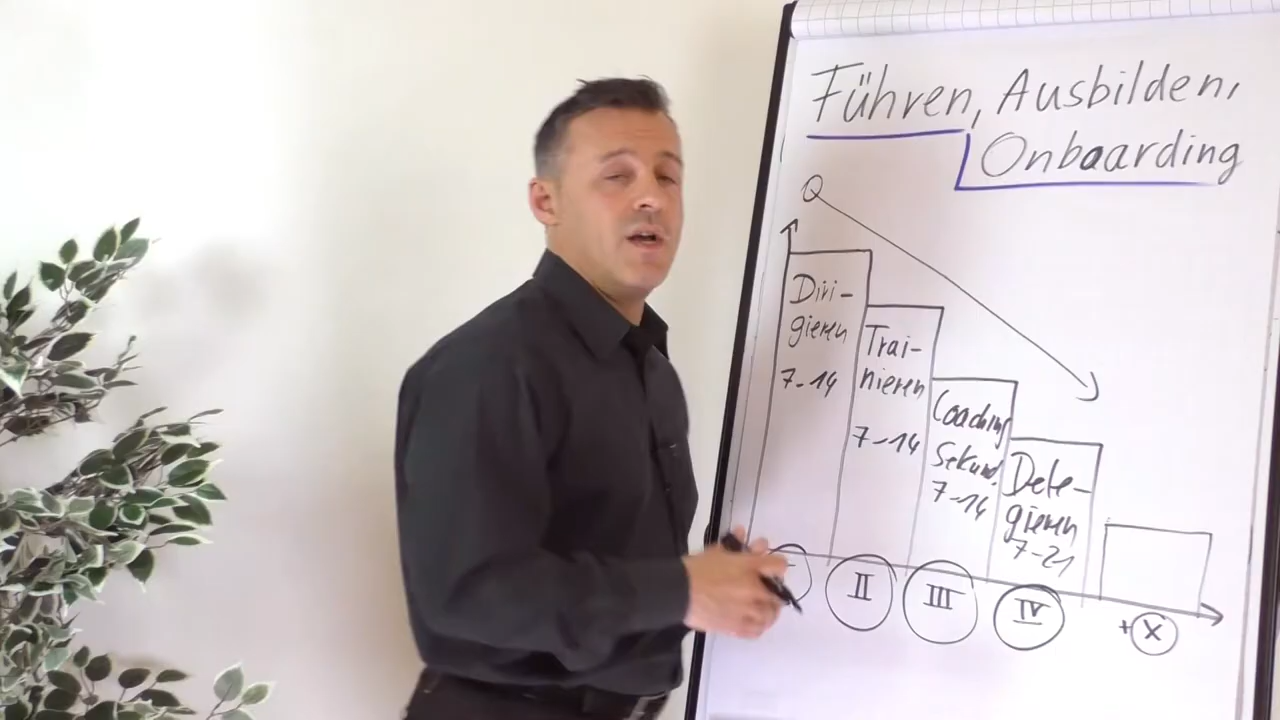 Führen, Ausbilden,
Onboarding
Diri-
gieren
7-14
Trai-
nieren
7-14
Coaching
Sekund.
7-14
Dele-
gieren
7-21
II
III
IV
+ X